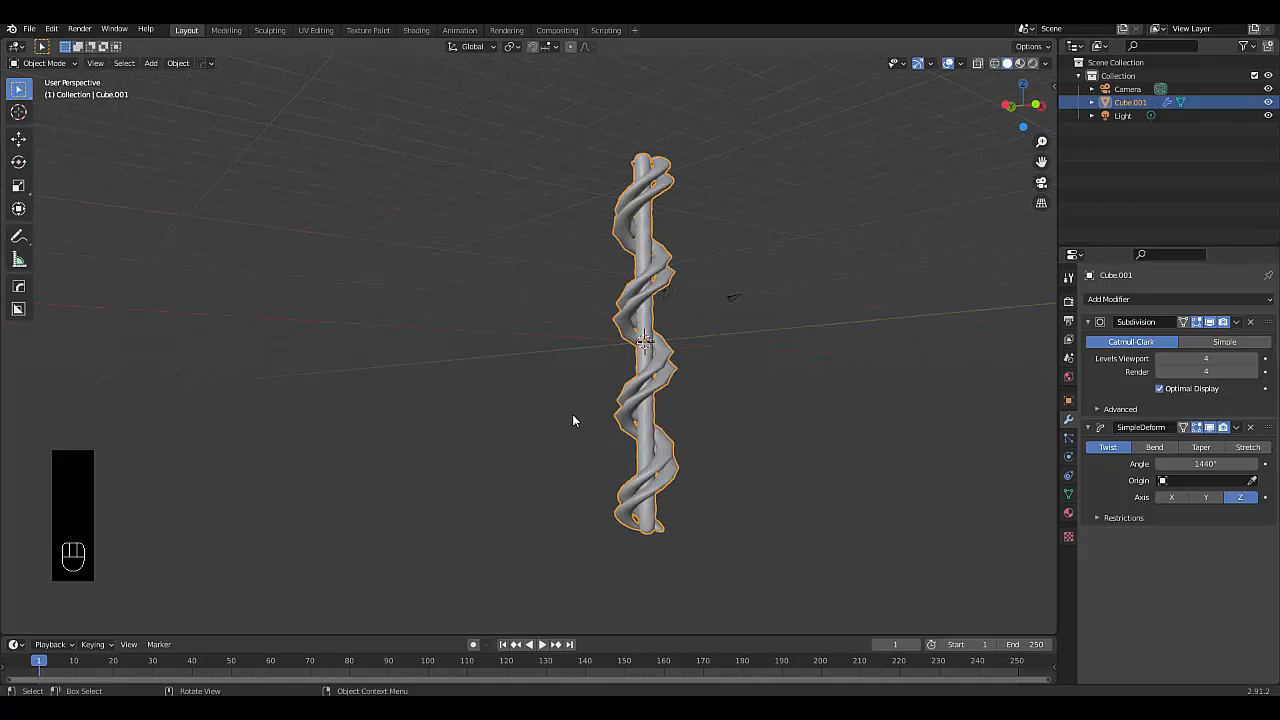 File Edit Render Window Help Layout Modeling Sculpting UV Editing Texture Paint Shading Animation Rendering Compositing Scripting + Scene View Layer
Global Options
Object Mode View Select Add Object
User Perspective
(1) Collection | Cube.001
Scene Collection
Collection
Camera
Cube.001
Light
Cube.001
Add Modifier
Subdivision
Catmull-Clark Simple
Levels Viewport 4
Render 4
Optimal Display
Advanced
SimpleDeform
Twist Bend Taper Stretch
Angle 1440°
Origin
Axis X Y Z
Restrictions
Z
Y
Playback Keying View Marker 1 Start 1 End 250
1 10 20 30 40 50 60 70 80 90 100 110 120 130 140 150 160 170 180 190 200 210 220 230 240 250
Select Box Select Rotate View Object Context Menu 2.91.2